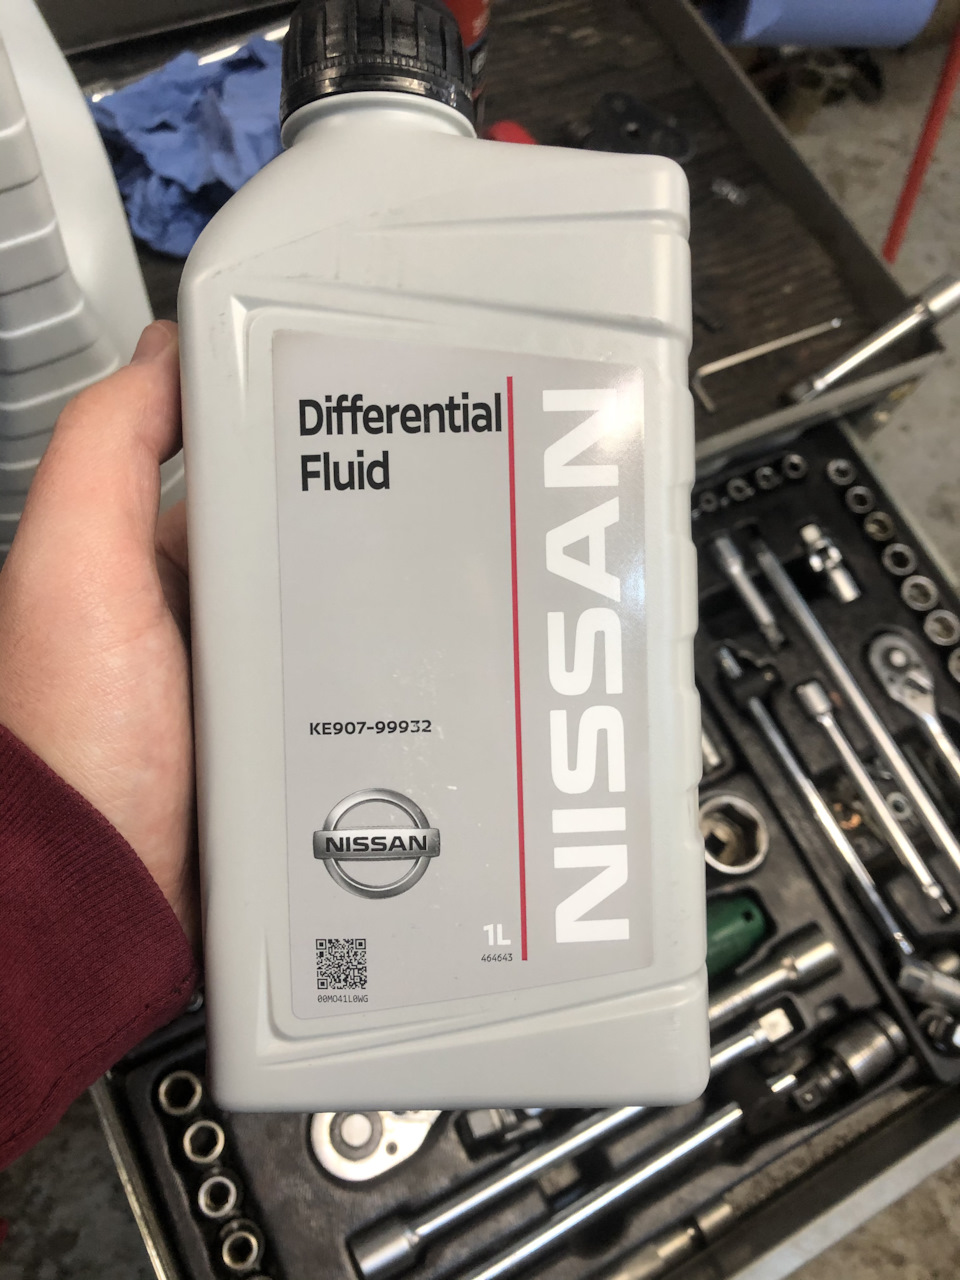 Differential
Fluid
KE907-99932
NISSAN
1L
464643
00M041L0WG
NISSAN